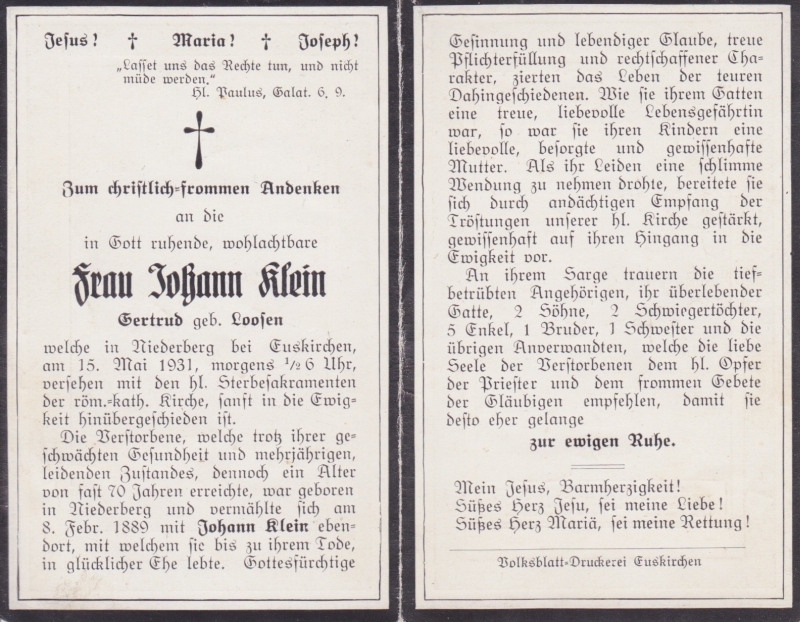 Jesus! † Maria! † Joseph!
„Lasset uns das Rechte tun, und nicht
müde werden."
Hl. Paulus, Galat. 6, 9.
Zum christlich=frommen Andenken
an die
in Gott ruhende, wohlachtbare
Frau Johann Klein
Gertrud geb. Loosen
welche in Niederberg bei Euskirchen,
am 15. Mai 1931, morgens ½6 Uhr,
versehen mit den hl. Sterbesakramenten
der röm.=kath. Kirche, sanft in die Ewig=
keit hinübergeschieden ist.
Die Verstorbene, welche trotz ihrer ge=
schwächten Gesundheit und mehrjährigen,
leidenden Zustandes, dennoch ein Alter
von fast 70 Jahren erreichte, war geboren
in Niederberg und vermählte sich am
8. Febr. 1889 mit Johann Klein eben=
dort, mit welchem sie bis zu ihrem Tode,
in glücklicher Ehe lebte. Gottesfürchtige
Gesinnung und lebendiger Glaube, treue
Pflichterfüllung und rechtschaffener Cha=
rakter, zierten das Leben der teuren
Dahingeschiedenen. Wie sie ihrem Gatten
eine treue, liebevolle Lebensgefährtin
war, so war sie ihren Kindern eine
liebevolle, besorgte und gewissenhafte
Mutter. Als ihr Leiden eine schlimme
Wendung zu nehmen drohte, bereitete sie
sich durch andächtigen Empfang der
Tröstungen unserer hl. Kirche gestärkt,
gewissenhaft auf ihren Hingang in die
Ewigkeit vor.
An ihrem Sarge trauern die tief=
betrübten Angehörigen, ihr überlebender
Gatte, 2 Söhne, 2 Schwiegertöchter,
5 Enkel, 1 Bruder, 1 Schwester und die
übrigen Anverwandten, welche die liebe
Seele der Verstorbenen dem hl. Opfer
der Priester und dem frommen Gebete
der Gläubigen empfehlen, damit sie
desto eher gelange
zur ewigen Ruhe.
Mein Jesus, Barmherzigkeit!
Süßes Herz Jesu, sei meine Liebe!
Süßes Herz Mariä, sei meine Rettung!
Volksblatt=Druckerei Euskirchen